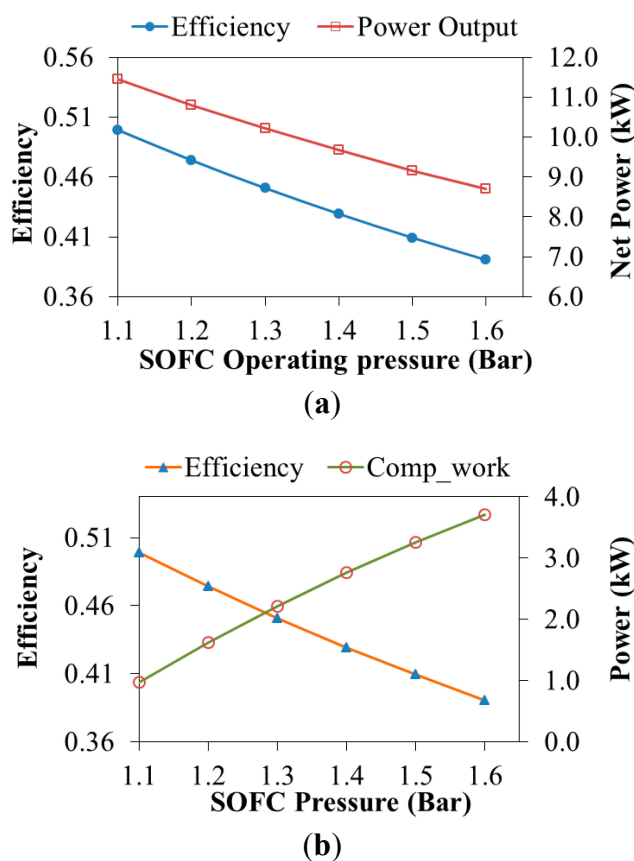 Efficiency Power Output
0.56 12.0
0.51 11.0
10.0
0.46 9.0
8.0
0.41 7.0
0.36 6.0
Efficiency
Net Power (kW)
1.1 1.2 1.3 1.4 1.5 1.6
SOFC Operating pressure (Bar)
(a)
Efficiency Comp_work
4.0
0.51 3.0
0.46 2.0
0.41 1.0
0.36 0.0
Efficiency
Power (kW)
1.1 1.2 1.3 1.4 1.5 1.6
SOFC Pressure (Bar)
(b)